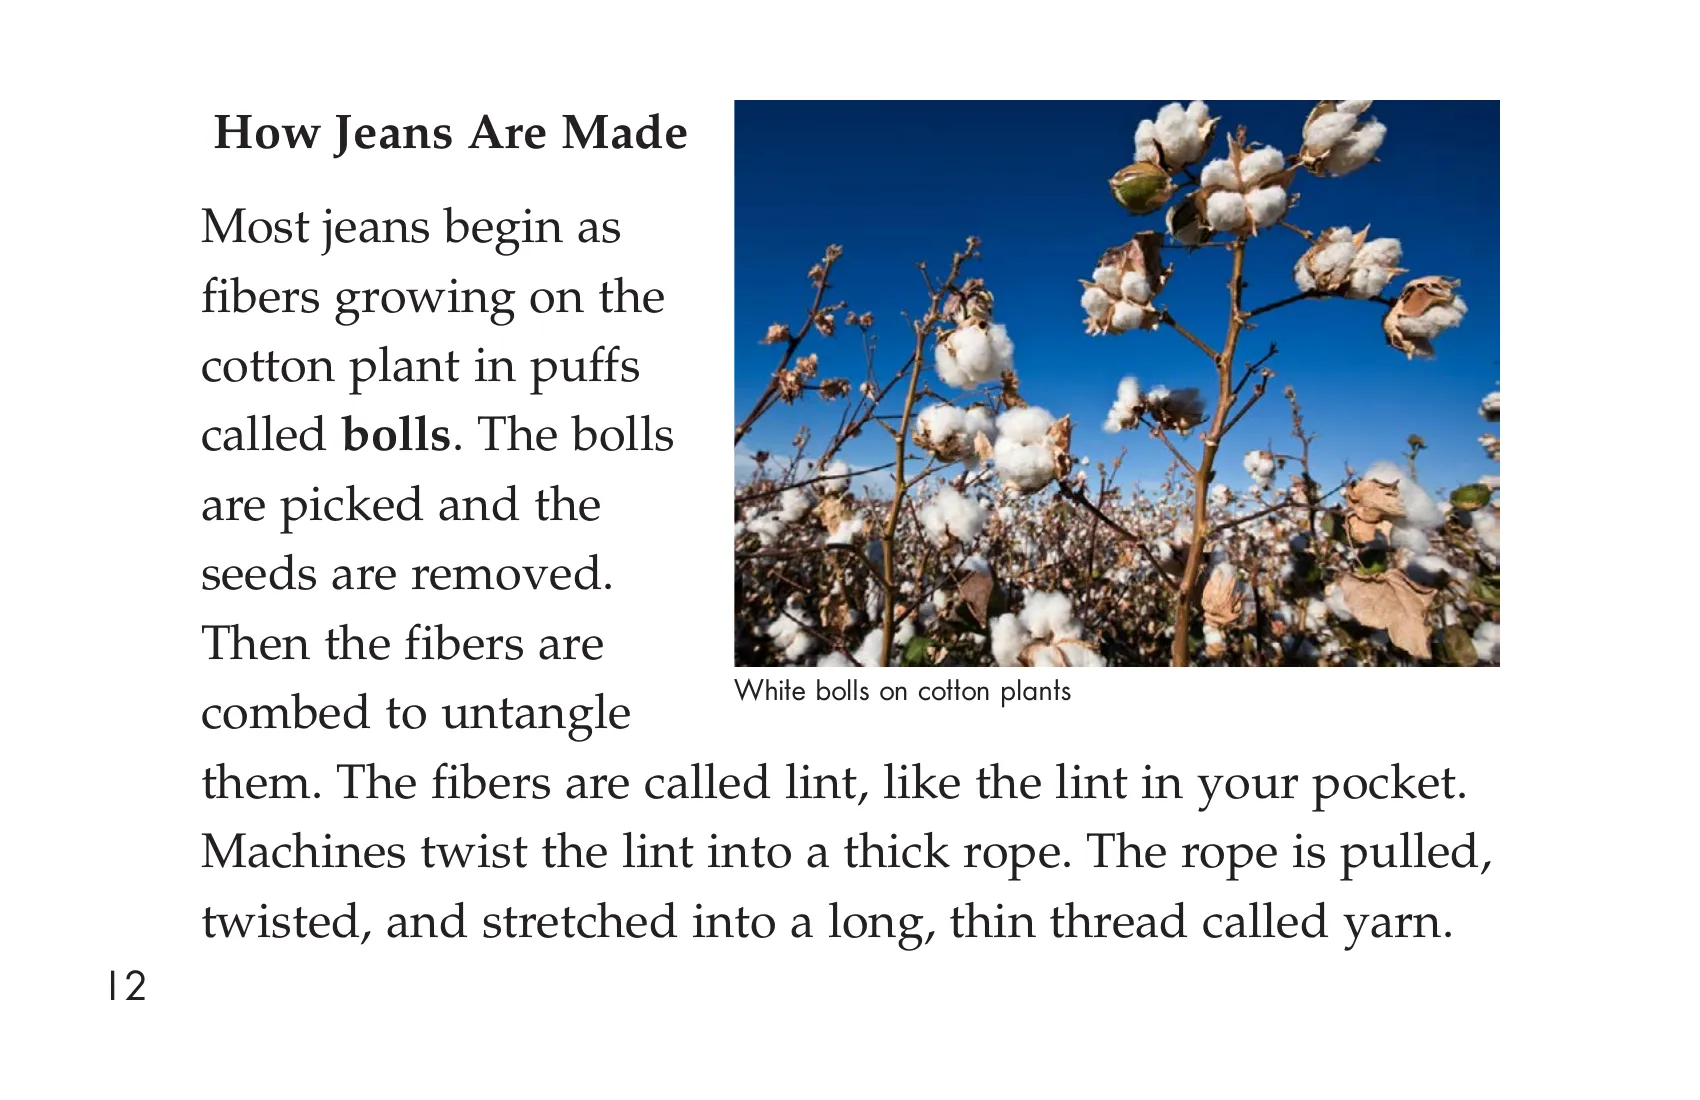 How Jeans Are Made
Most jeans begin as
fibers growing on the
cotton plant in puffs
called bolls. The bolls
are picked and the
seeds are removed.
Then the fibers are
combed to untangle
them. The fibers are called lint, like the lint in your pocket.
Machines twist the lint into a thick rope. The rope is pulled,
twisted, and stretched into a long, thin thread called yarn.
White bolls on cotton plants
12